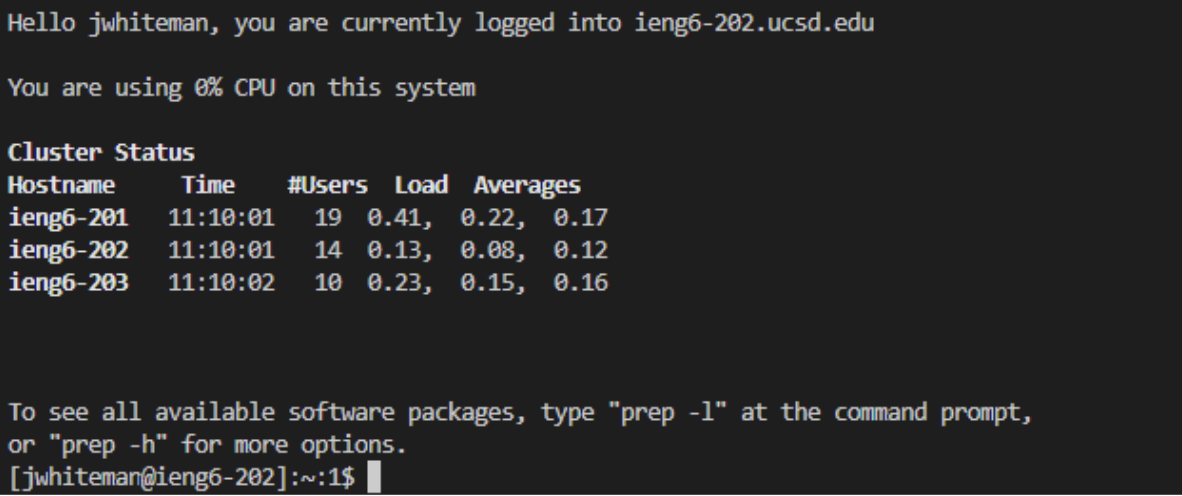 Hello jwhiteman, you are currently logged into ieng6-202.ucsd.edu
You are using 0% CPU on this system
Cluster Status
Hostname Time #Users Load Averages
ieng6-201 11:10:01 19 0.41, 0.22, 0.17
ieng6-202 11:10:01 14 0.13, 0.08, 0.12
ieng6-203 11:10:02 10 0.23, 0.15, 0.16
To see all available software packages, type "prep -l" at the command prompt,
or "prep -h" for more options.
[jwhiteman@ieng6-202]:~:1$